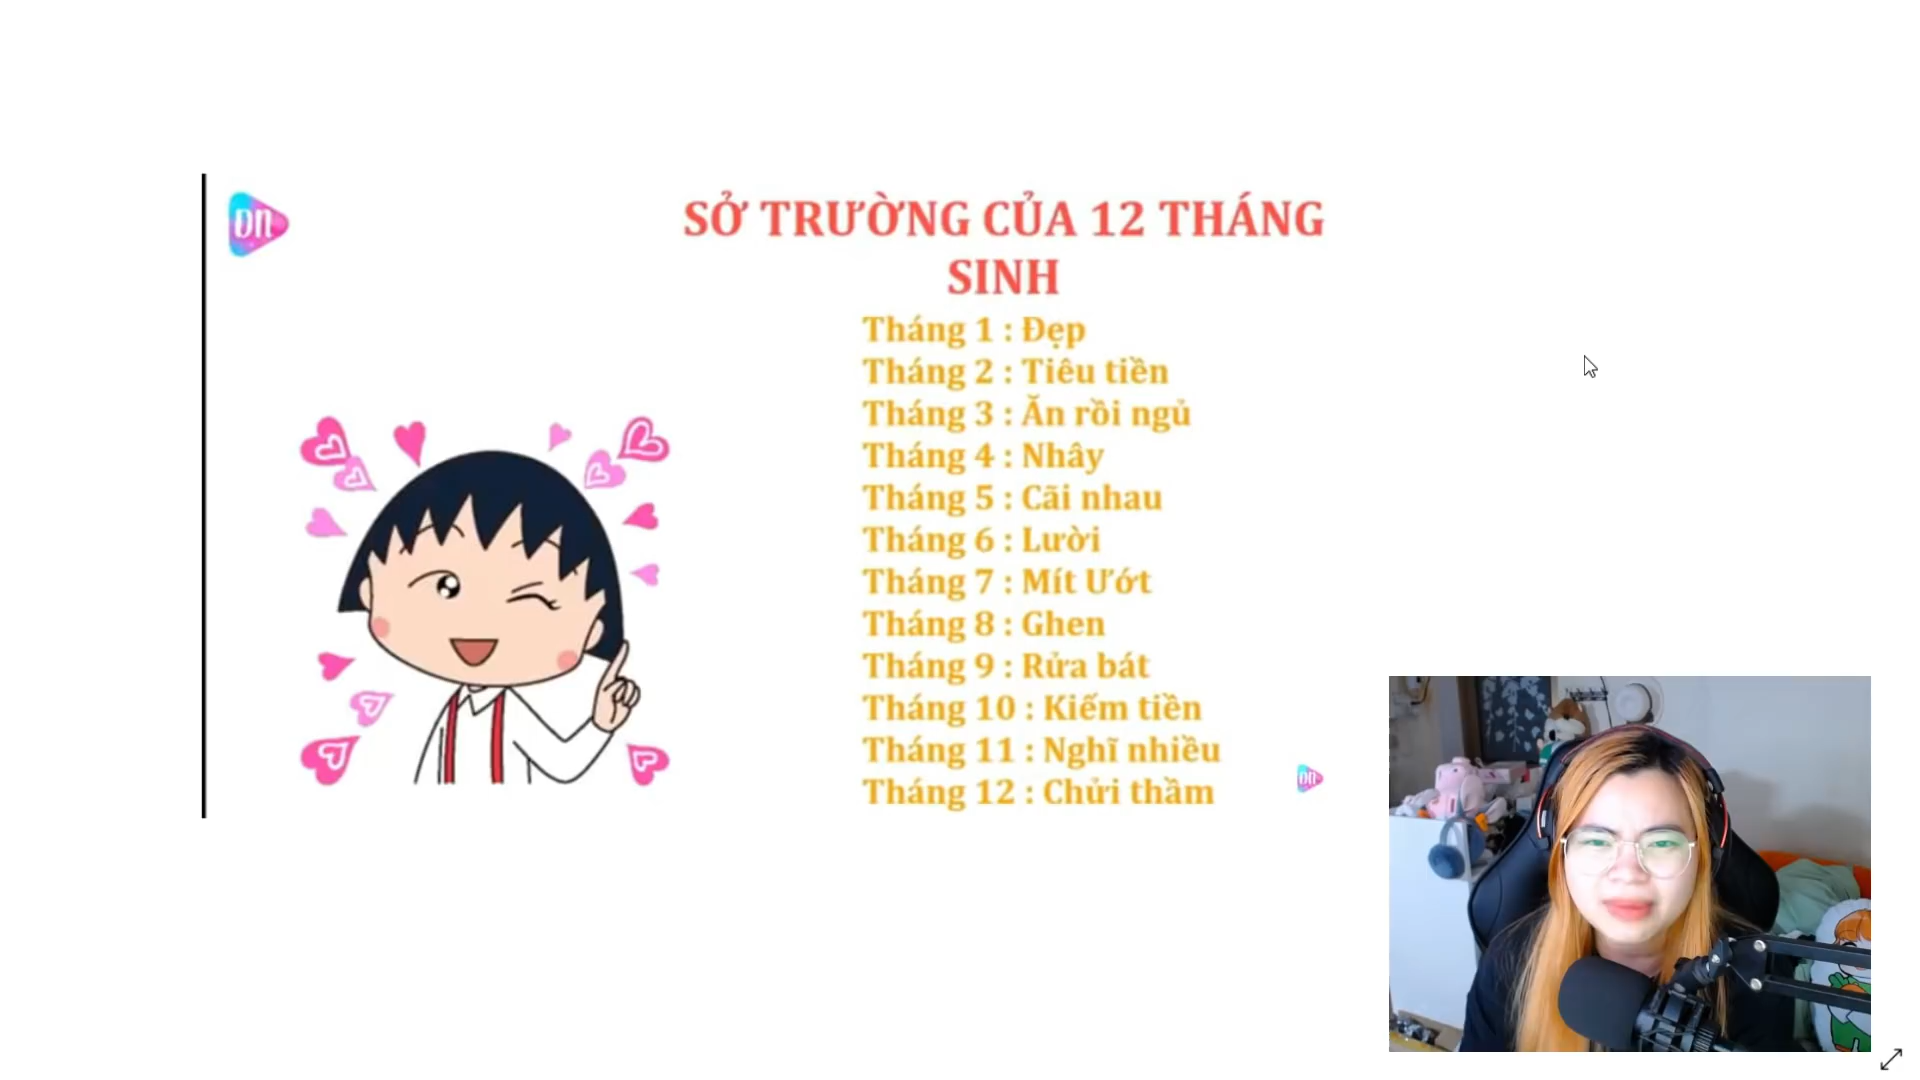 ĐN
SỞ TRƯỜNG CỦA 12 THÁNG
SINH
Tháng 1 : Đẹp
Tháng 2 : Tiêu tiền
Tháng 3 : Ăn rồi ngủ
Tháng 4 : Nhây
Tháng 5 : Cãi nhau
Tháng 6 : Lười
Tháng 7 : Mít Ướt
Tháng 8 : Ghen
Tháng 9 : Rửa bát
Tháng 10 : Kiếm tiền
Tháng 11 : Nghĩ nhiều
Tháng 12 : Chửi thầm
ĐN